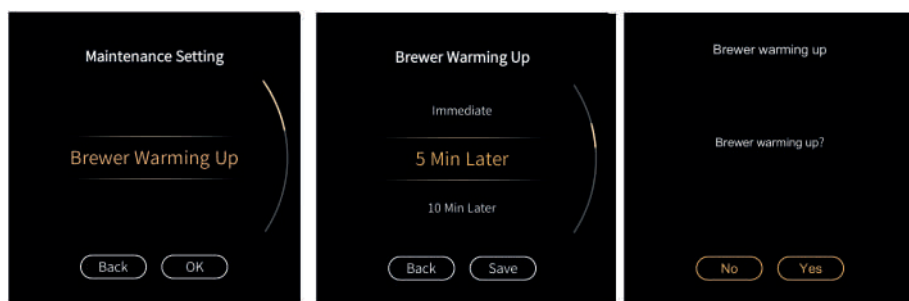 Maintenance Setting
Brewer Warming Up
Back
OK
Brewer Warming Up
Immediate
5 Min Later
10 Min Later
Back
Save
Brewer warming up
Brewer warming up?
No
Yes